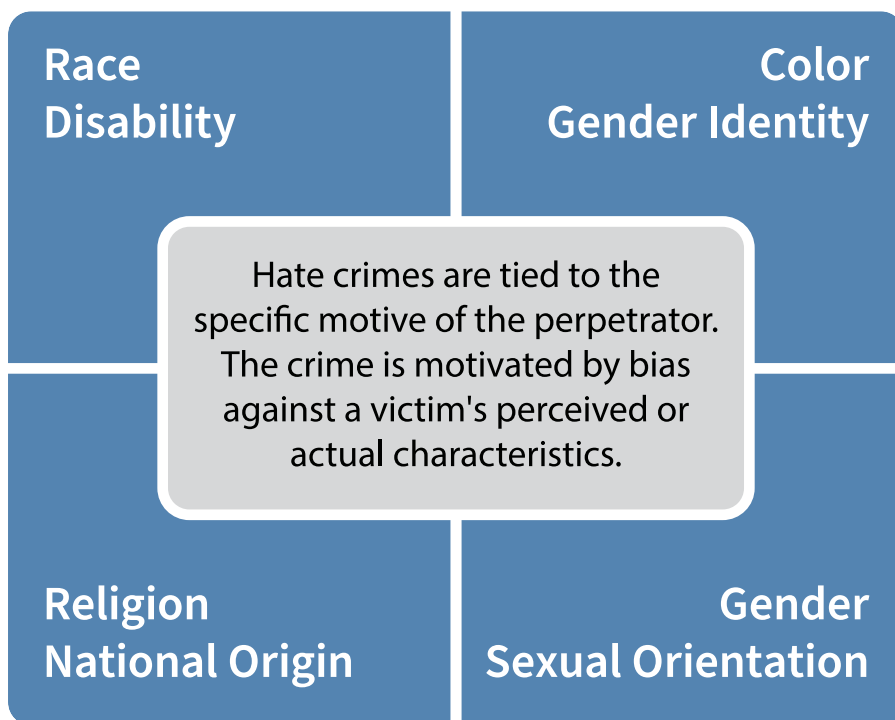 Race
Disability
Color
Gender Identity
Hate crimes are tied to the
specific motive of the perpetrator.
The crime is motivated by bias
against a victim's perceived or
actual characteristics.
Religion
National Origin
Gender
Sexual Orientation